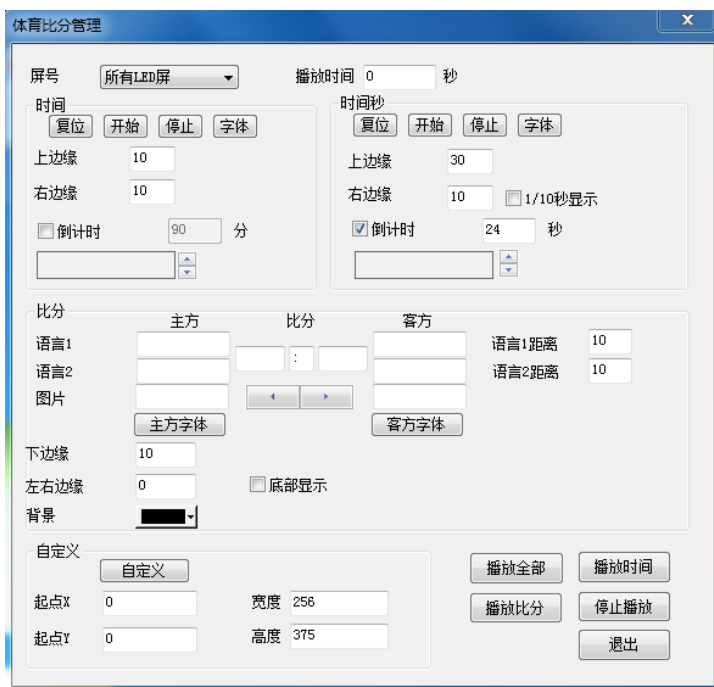 体育比分管理
X
屏号 所有LED屏 播放时间 0 秒
时间 时间秒
复位 开始 停止 字体 复位 开始 停止 字体
上边缘 10 上边缘 30
右边缘 10 右边缘 10 1/10秒显示
倒计时 90 分 倒计时 24 秒
比分
主方 比分 客方
语言1 : 语言1距离 10
语言2 语言2距离 10
图片
主方字体 客方字体
下边缘 10
左右边缘 0 底部显示
背景
自定义
自定义 播放全部 播放时间
起点X 0 宽度 256 播放比分 停止播放
起点Y 0 高度 375 退出